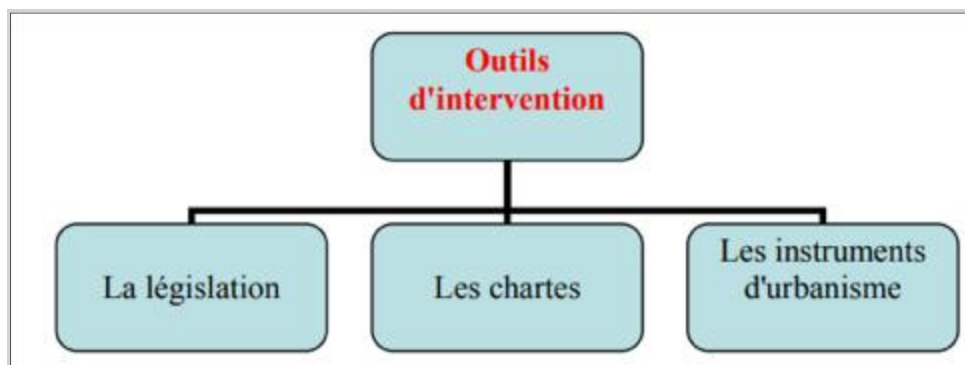 Outils
d'intervention
La législation
Les chartes
Les instruments
d'urbanisme